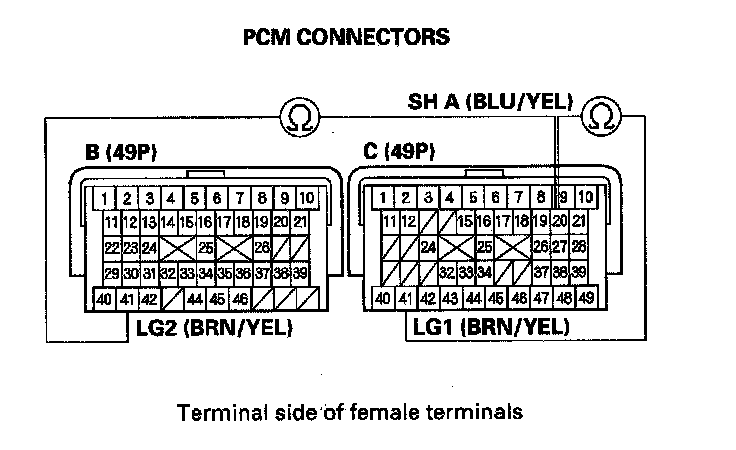 PCM CONNECTORS
SH A (BLU/YEL)
Ω Ω
B (49P) C (49P)
1 2 3 4 5 6 7 8 9 10 1 2 3 4 5 6 7 8 9 10
11 12 13 14 15 16 17 18 19 20 21 11 12 15 16 17 18 19 20 21
22 23 24 25 26 24 25 26 27 28
29 30 31 32 33 34 35 36 37 38 39 32 33 34 37 38 39
40 41 42 44 45 46 40 41 42 43 44 45 46 47 48 49
LG2 (BRN/YEL) LG1 (BRN/YEL)
Terminal side of female terminals